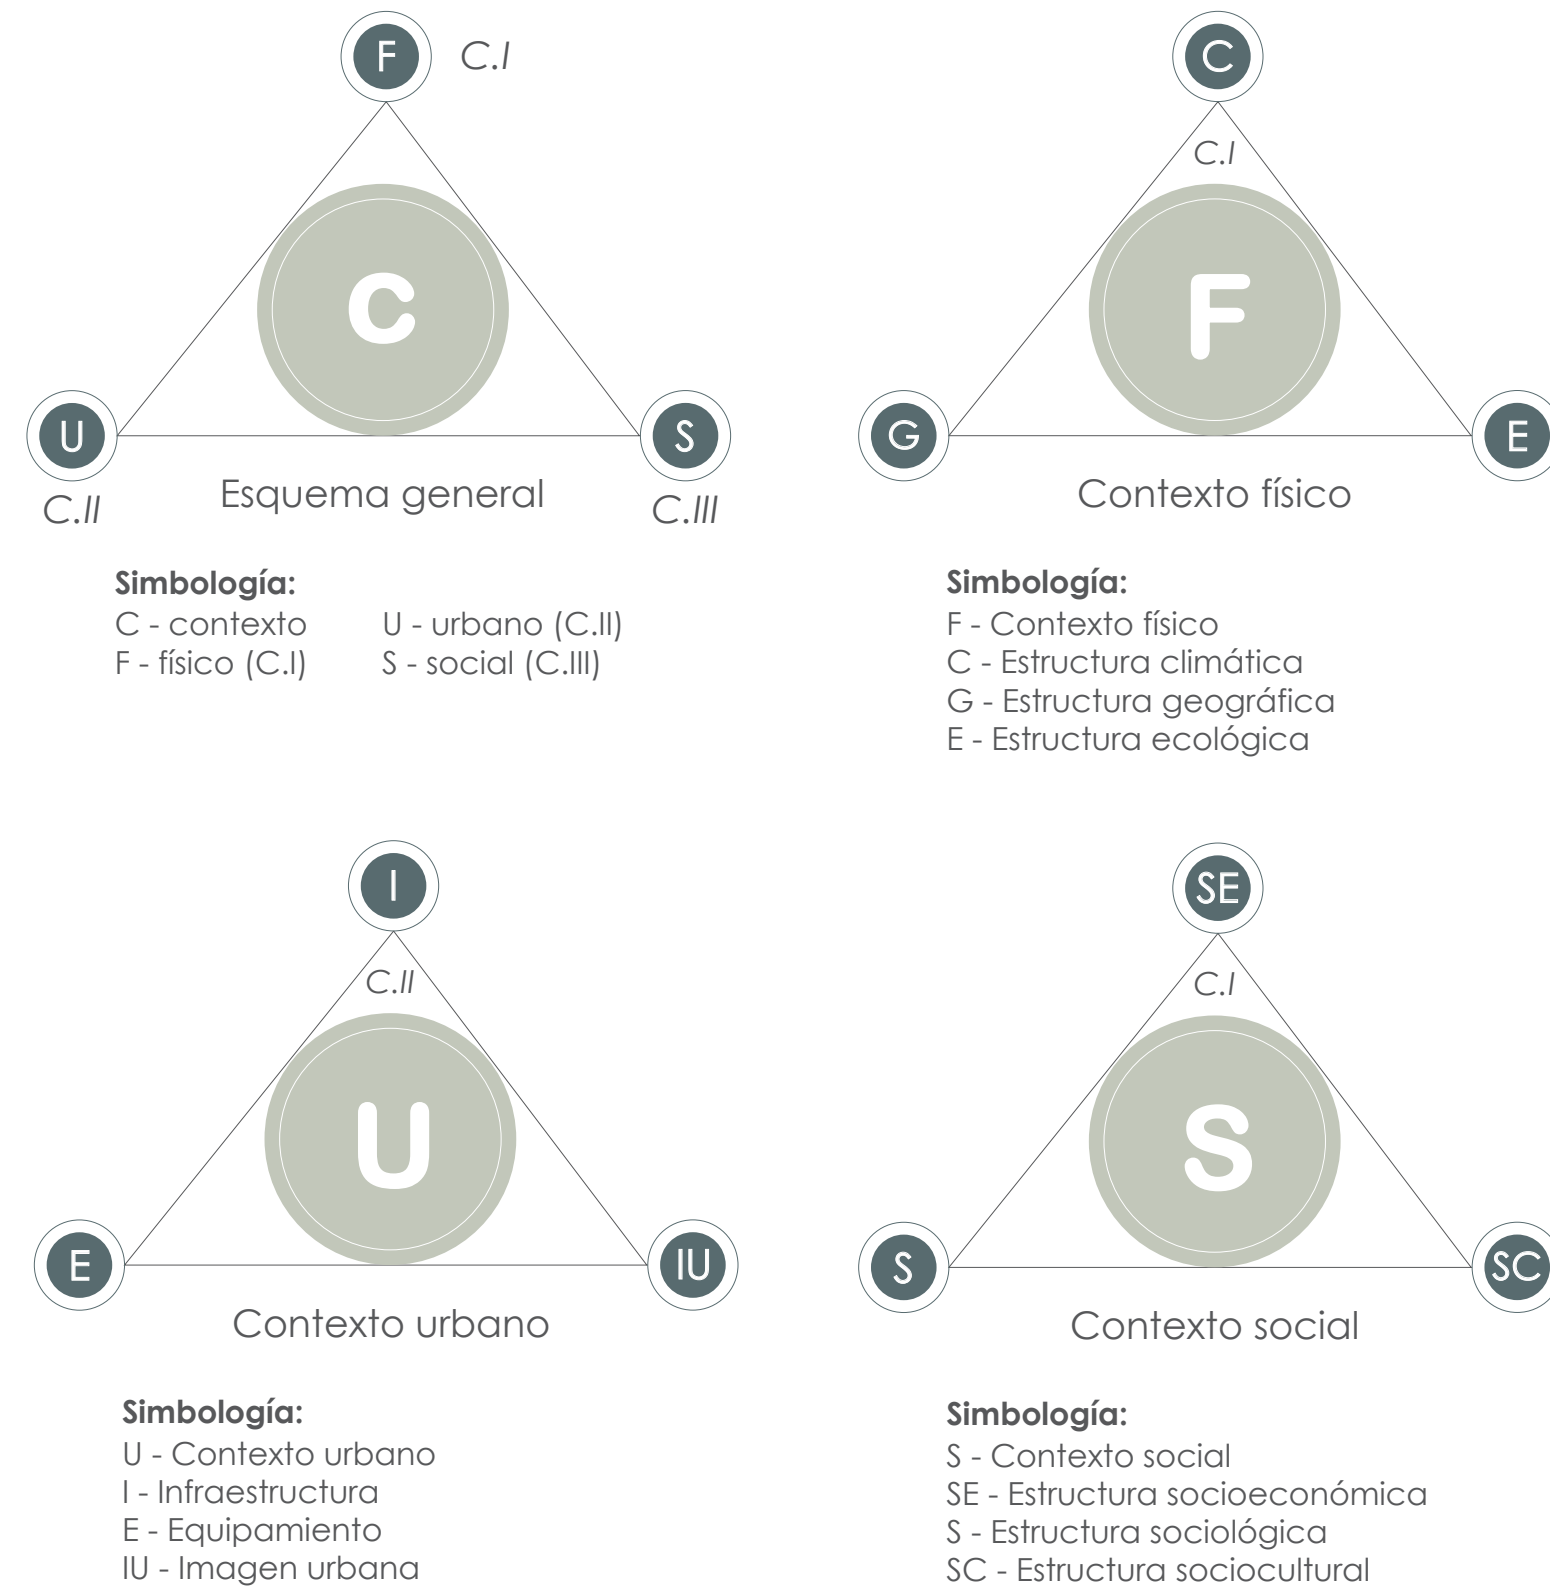 F
C.I
C
U
S
C.II
Esquema general
C.III
Simbología:
C - contexto
F - físico (C.I)
U - urbano (C.II)
S - social (C.III)
C
C.I
F
G
E
Contexto físico
Simbología:
F - Contexto físico
C - Estructura climática
G - Estructura geográfica
E - Estructura ecológica
I
C.II
U
E
IU
Contexto urbano
Simbología:
U - Contexto urbano
I - Infraestructura
E - Equipamiento
IU - Imagen urbana
SE
C.I
S
S
SC
Contexto social
Simbología:
S - Contexto social
SE - Estructura socioeconómica
S - Estructura sociológica
SC - Estructura sociocultural